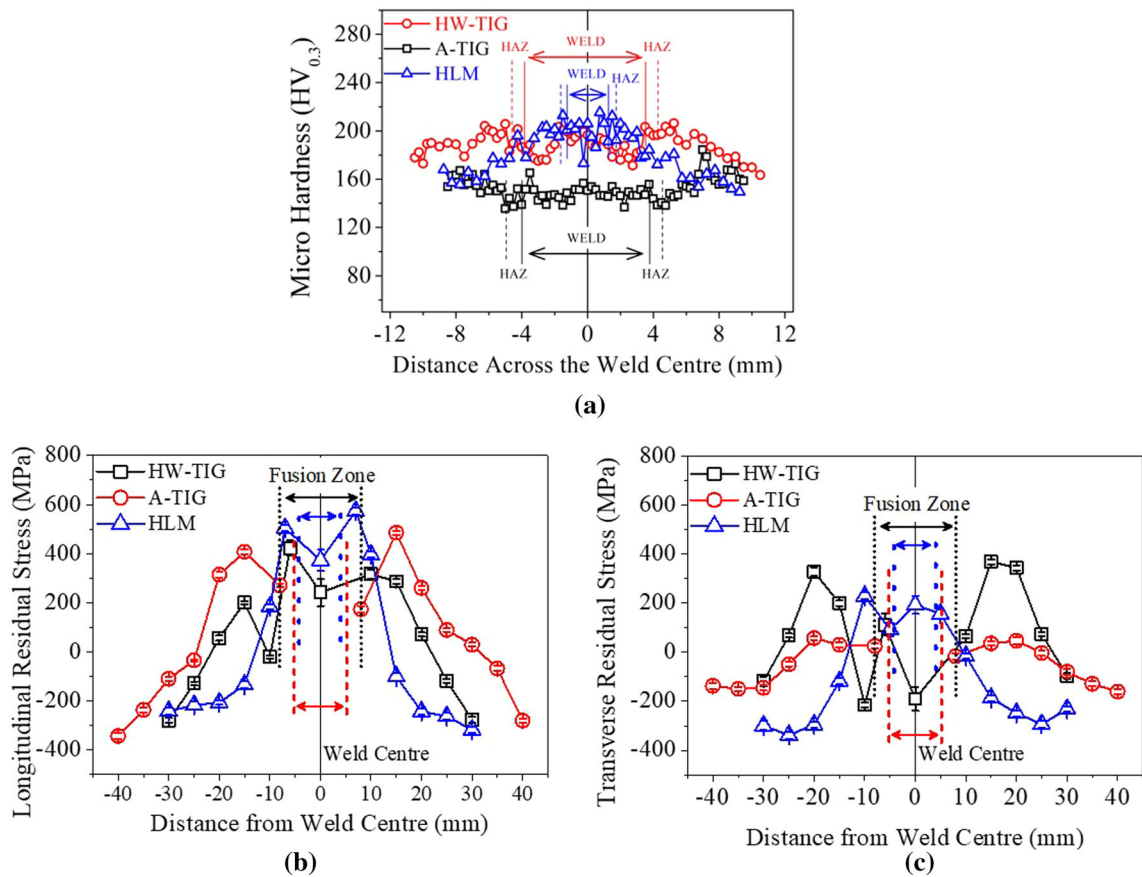 Micro Hardness (HV0.3)
280
240
200
160
120
80
HW-TIG
A-TIG
HLM
HAZ
WELD
HAZ
WELD
HAZ
WELD
HAZ
HAZ
-12
-8
-4
0
4
8
12
Distance Across the Weld Centre (mm)
(a)
Longitudinal Residual Stress (MPa)
800
600
400
200
0
-200
-400
HW-TIG
A-TIG
HLM
Fusion Zone
Weld Centre
-40
-30
-20
-10
0
10
20
30
40
Distance from Weld Centre (mm)
(b)
Transverse Residual Stress (MPa)
800
600
400
200
0
-200
-400
HW-TIG
A-TIG
HLM
Fusion Zone
Weld Centre
-40
-30
-20
-10
0
10
20
30
40
Distance from Weld Centre (mm)
(c)